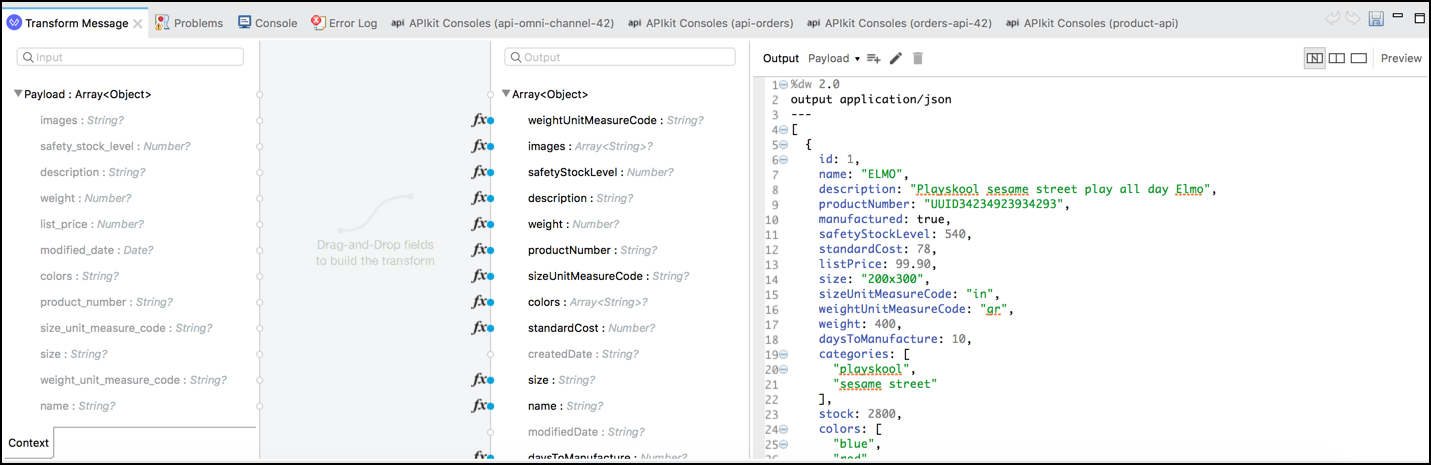 Transform Message
Problems
Console
Error Log
api APIkit Consoles (api-omni-channel-42)
api APIkit Consoles (api-orders)
api APIkit Consoles (orders-api-42)
api APIkit Consoles (product-api)
Input
Payload : Array<Object>
images : String?
safety_stock_level : Number?
description : String?
weight : Number?
list_price : Number?
modified_date : Date?
colors : String?
product_number : String?
size_unit_measure_code : String?
size : String?
weight_unit_measure_code : String?
name : String?
Context
Drag-and-Drop fields
to build the transform
Output
Array<Object>
fx weightUnitMeasureCode : String?
fx images : Array<String>?
fx safetyStockLevel : Number?
fx description : String?
fx weight : Number?
fx productNumber : String?
fx sizeUnitMeasureCode : String?
fx colors : Array<String>?
fx standardCost : Number?
createdDate : String?
fx size : String?
fx name : String?
modifiedDate : String?
fx daysToManufacture : Number?
Output Payload
Preview
1 %dw 2.0
2 output application/json
3 ---
4 [
5 {
6 id: 1,
7 name: "ELMO",
8 description: "Playskool sesame street play all day Elmo",
9 productNumber: "UUID34234923934293",
10 manufactured: true,
11 safetyStockLevel: 540,
12 standardCost: 78,
13 listPrice: 99.90,
14 size: "200x300",
15 sizeUnitMeasureCode: "in",
16 weightUnitMeasureCode: "gr",
17 weight: 400,
18 daysToManufacture: 10,
19 categories: [
20 "playskool",
21 "sesame street"
22 ],
23 stock: 2800,
24 colors: [
25 "blue",
26 "red"